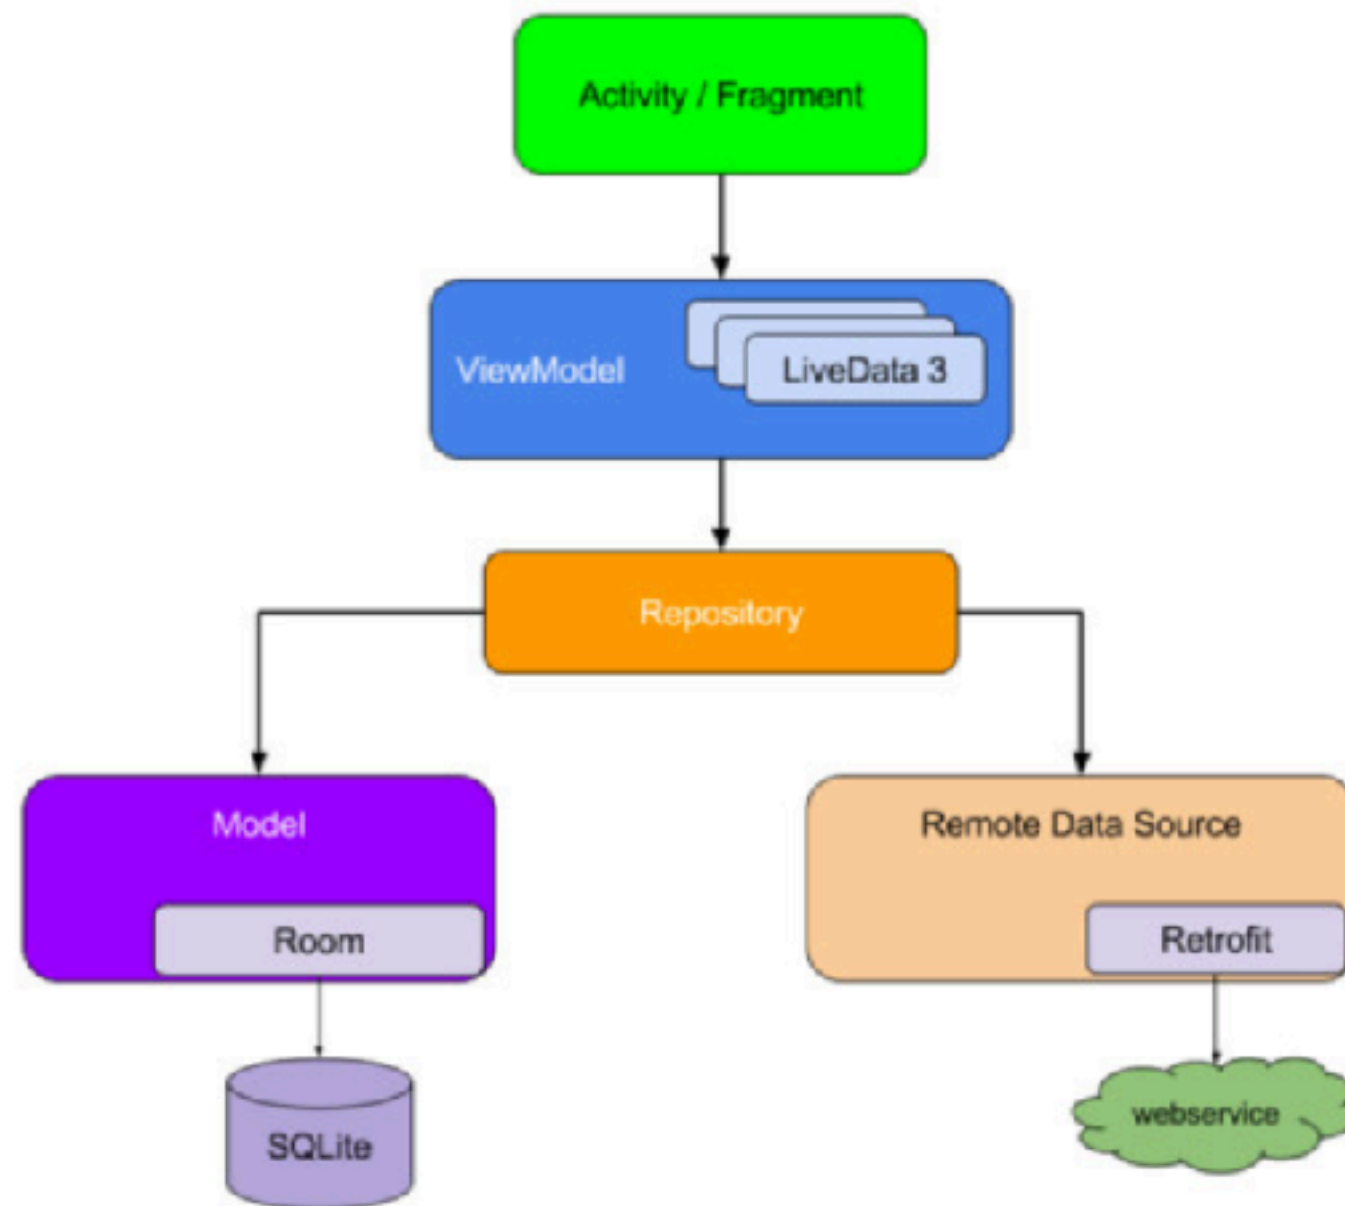 Activity / Fragment
ViewModel
LiveData 3
Repository
Model
Remote Data Source
Room
Retrofit
SQLite
webservice